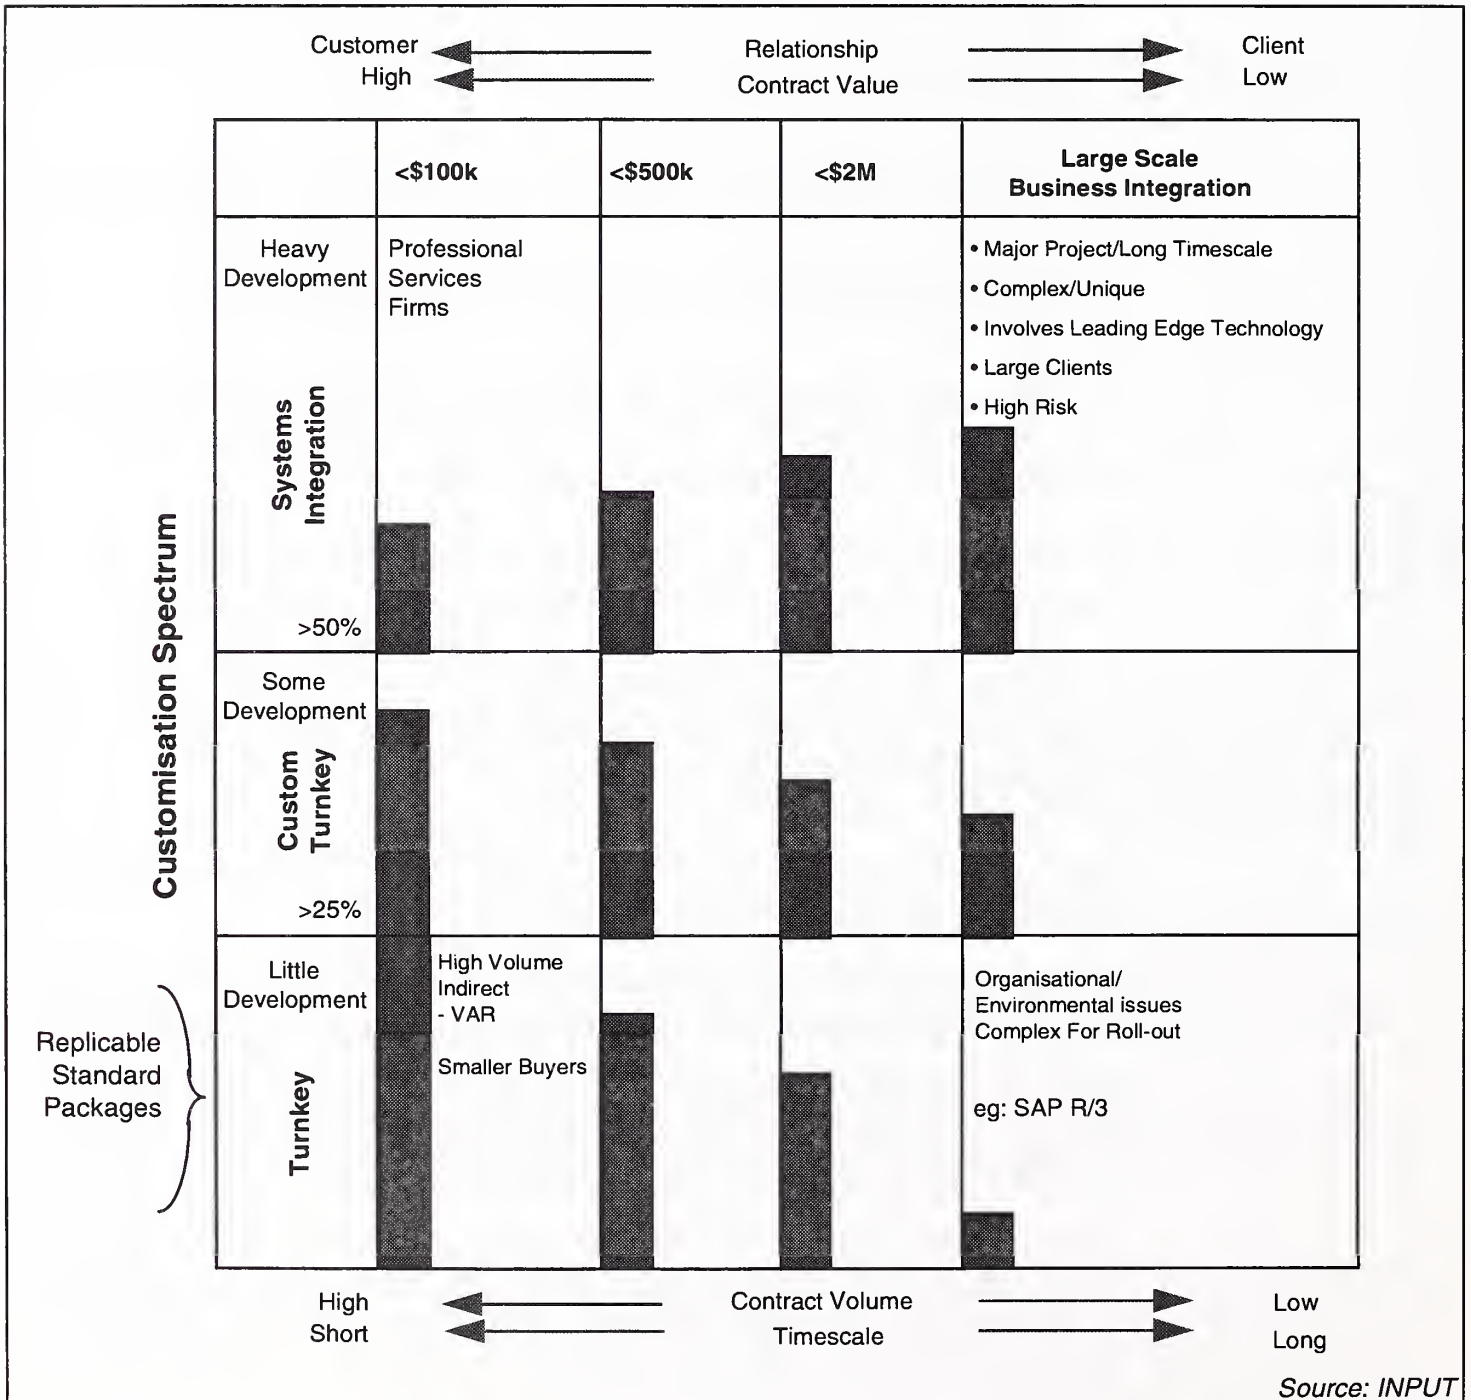 Customer Relationship Client
High Contract Value Low
<$100k <$500k <$2M Large Scale
Business Integration
Heavy
Development
Professional
Services
Firms
• Major Project/Long Timescale
• Complex/Unique
• Involves Leading Edge Technology
• Large Clients
• High Risk
Systems
Integration
>50%
Customisation Spectrum
Some
Development
Custom
Turnkey
>25%
Little
Development
High Volume
Indirect
- VAR
Smaller Buyers
Organisational/
Environmental issues
Complex For Roll-out
eg: SAP R/3
Replicable
Standard
Packages
Turnkey
High Contract Volume Low
Short Timescale Long
Source: INPUT